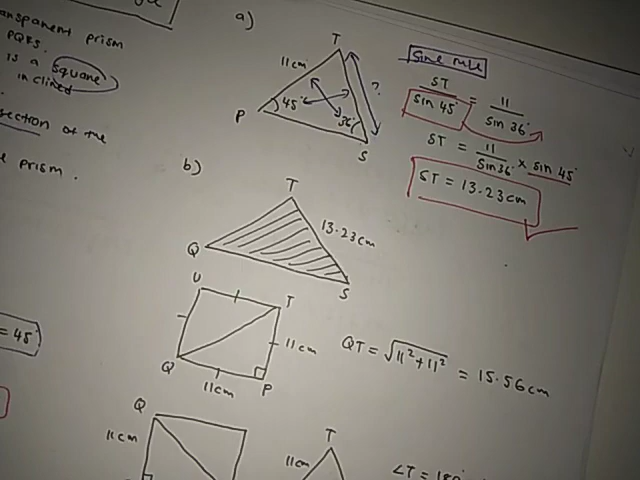 ansparent prism
PQRS.
is a square
inclined
section of the
e prism.
= 45
a)
T
11cm
?
P
45°
36°
S
Sine rule
ST / sin 45° = 11 / sin 36°
ST = 11 / sin 36° × sin 45°
ST = 13.23cm
b)
T
13.23cm
Q
S
U
T
11cm
Q
11cm
P
QT = √11² + 11² = 15.56cm
Q
11cm
T
11cm
∠T = 180°